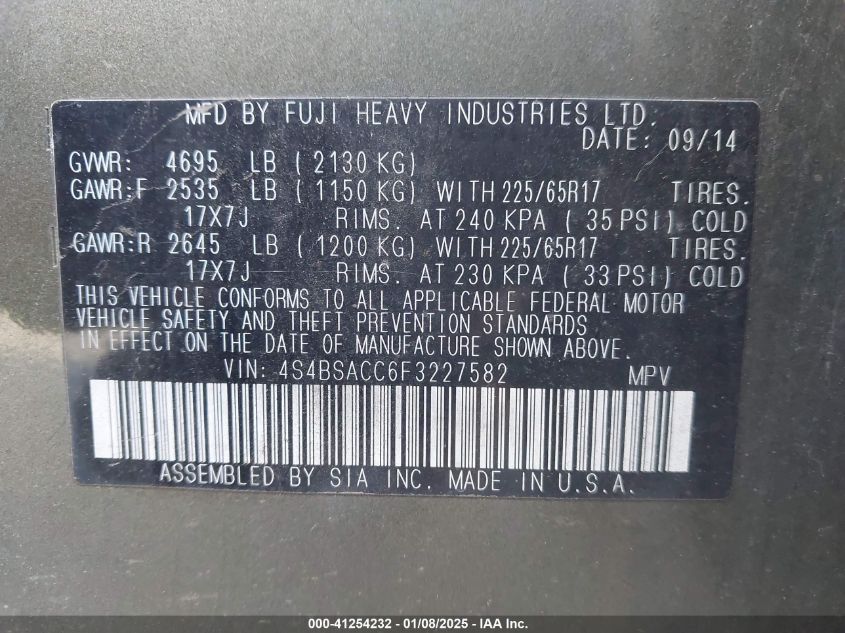 MFD BY FUJI HEAVY INDUSTRIES LTD.
DATE: 09/14
GVWR: 4695 LB ( 2130 KG)
GAWR:F 2535 LB ( 1150 KG) WITH 225/65R17 TIRES.
17X7J RIMS. AT 240 KPA ( 35 PSI) COLD
GAWR:R 2645 LB ( 1200 KG) WITH 225/65R17 TIRES.
17X7J RIMS. AT 230 KPA ( 33 PSI) COLD
THIS VEHICLE CONFORMS TO ALL APPLICABLE FEDERAL MOTOR
VEHICLE SAFETY AND THEFT PREVENTION STANDARDS
IN EFFECT ON THE DATE OF MANUFACTURE SHOWN ABOVE.
VIN: 4S4BSACC6F3227582 MPV
ASSEMBLED BY SIA INC. MADE IN U.S.A.
000-41254232 - 01/08/2025 - IAAI.com